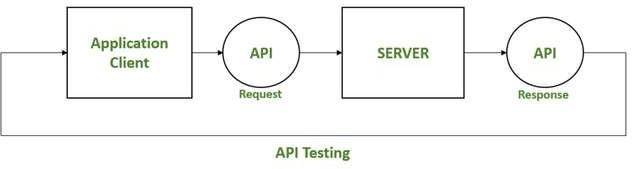 Application
Client
API
Request
SERVER
API
Response
API Testing